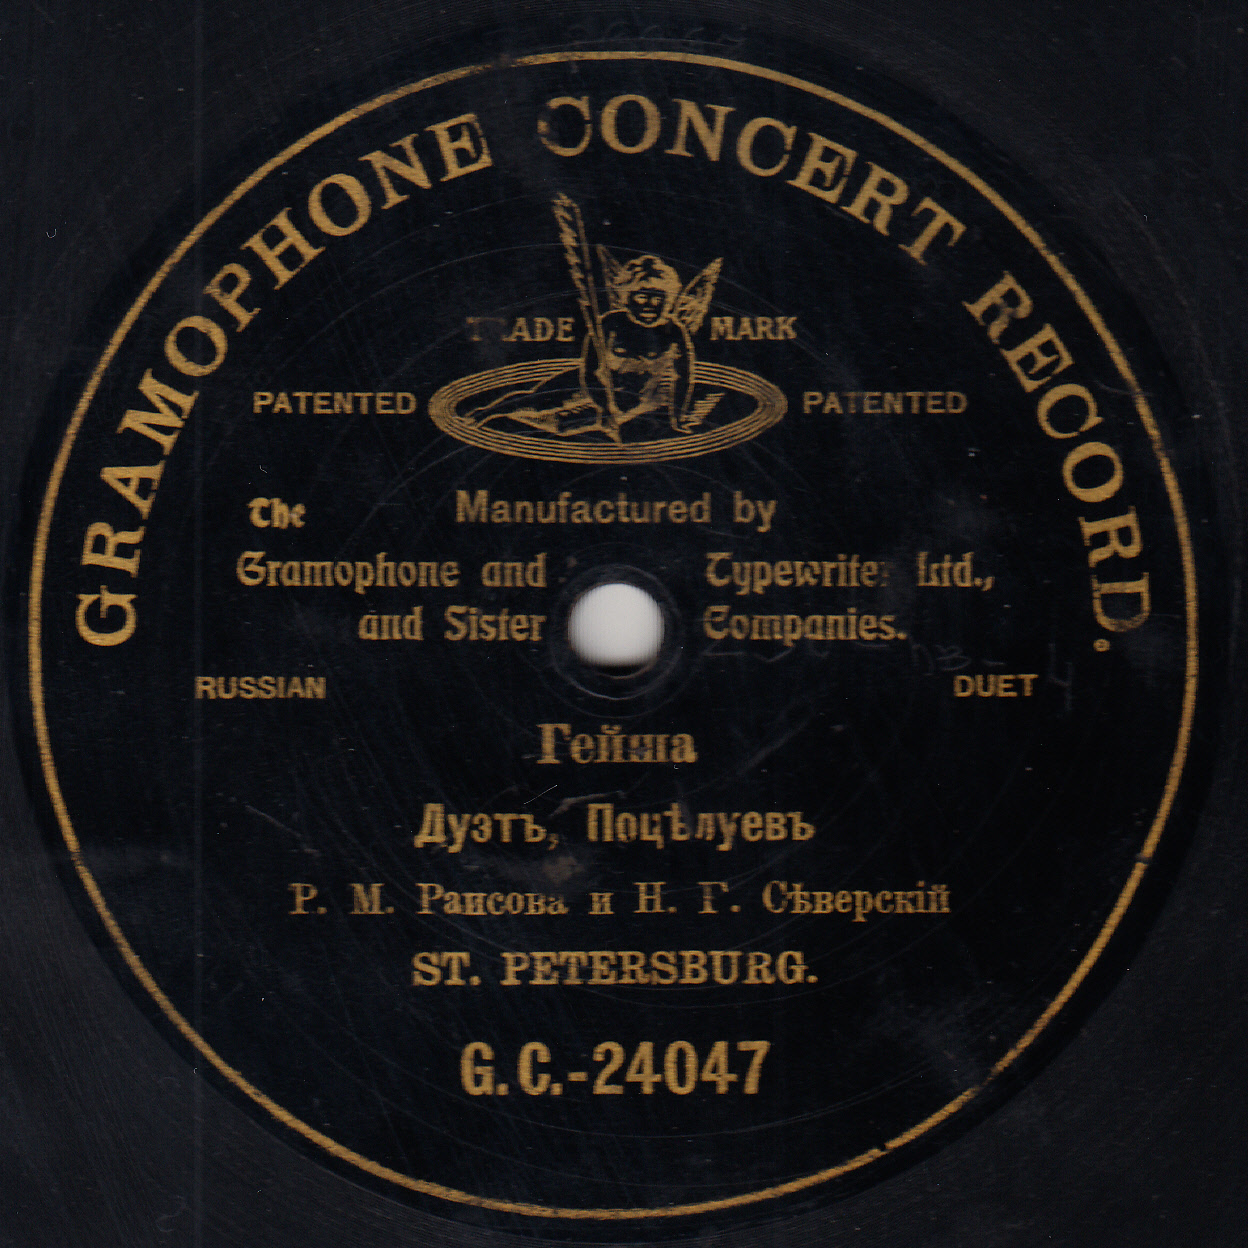 GRAMOPHONE CONCERT RECORD.
TRADE MARK
PATENTED PATENTED
The Manufactured by
Gramophone and Typewriter Ltd.,
and Sister Companies.
RUSSIAN DUET
Гейша
Дуэтъ, Поцѣлуевъ
Р. М. Раисова и Н. Г. Сѣверскій
ST. PETERSBURG.
G.C.-24047